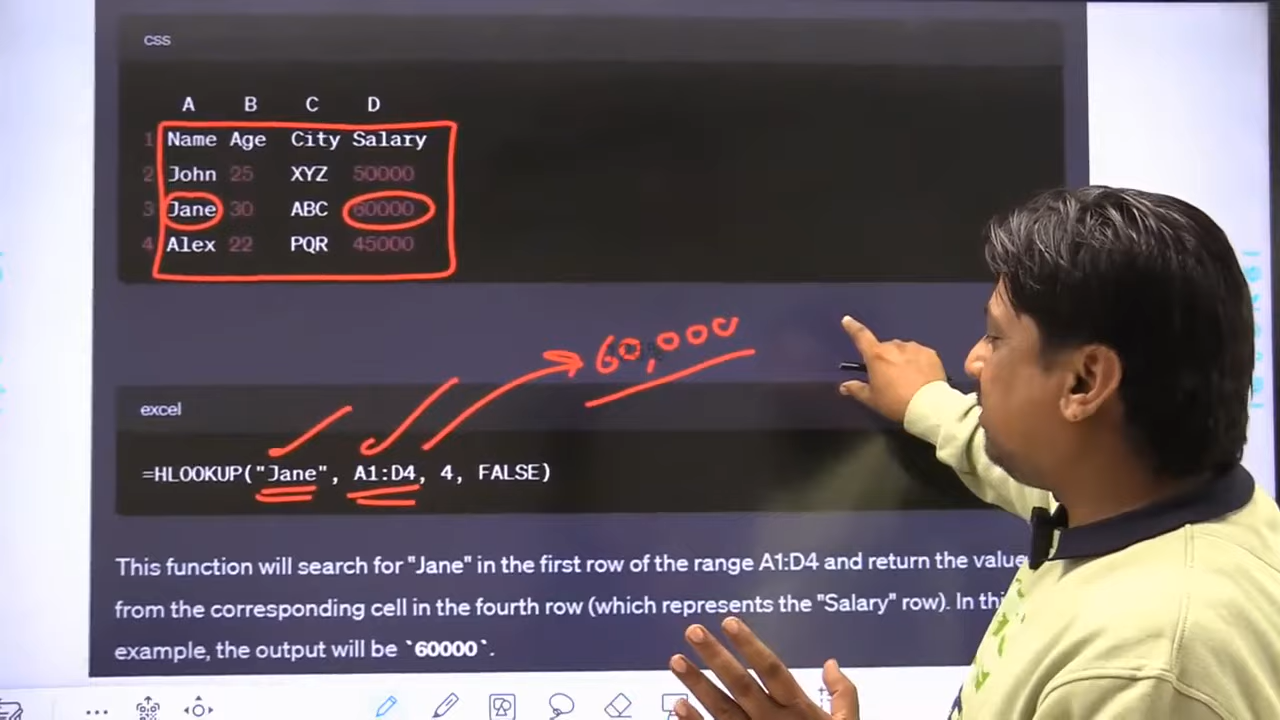 css
A B C D
1 Name Age City Salary
2 John 25 XYZ 50000
3 Jane 30 ABC 60000
4 Alex 22 PQR 45000
60,000
excel
=HLOOKUP("Jane", A1:D4, 4, FALSE)
This function will search for "Jane" in the first row of the range A1:D4 and return the value
from the corresponding cell in the fourth row (which represents the "Salary" row). In
example, the output will be `60000`.